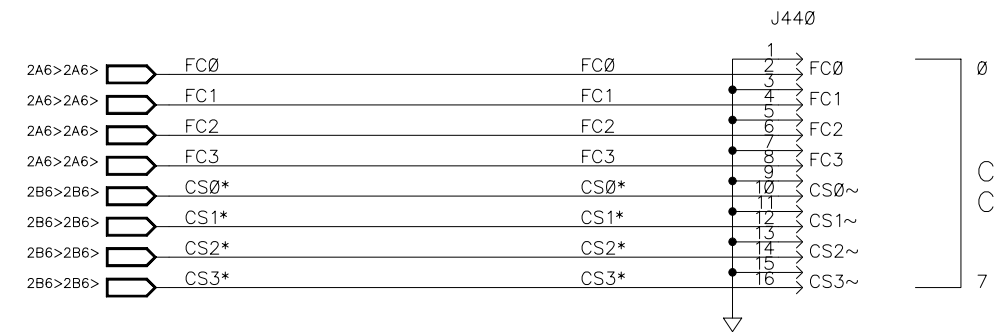 J44Ø
1
2A6>2A6> FCØ FCØ 2 FCØ Ø
3
2A6>2A6> FC1 FC1 4 FC1
5
2A6>2A6> FC2 FC2 6 FC2
7
2A6>2A6> FC3 FC3 8 FC3
9
C
2B6>2B6> CSØ* CSØ* 1Ø CSØ~
C
11
2B6>2B6> CS1* CS1* 12 CS1~
13
2B6>2B6> CS2* CS2* 14 CS2~
15
2B6>2B6> CS3* CS3* 16 CS3~ 7